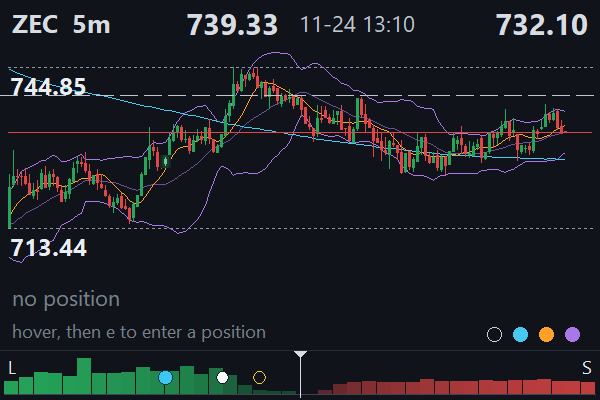 ZEC 5m 739.33 11-24 13:10 732.10
744.85
713.44
no position
hover, then e to enter a position
L S